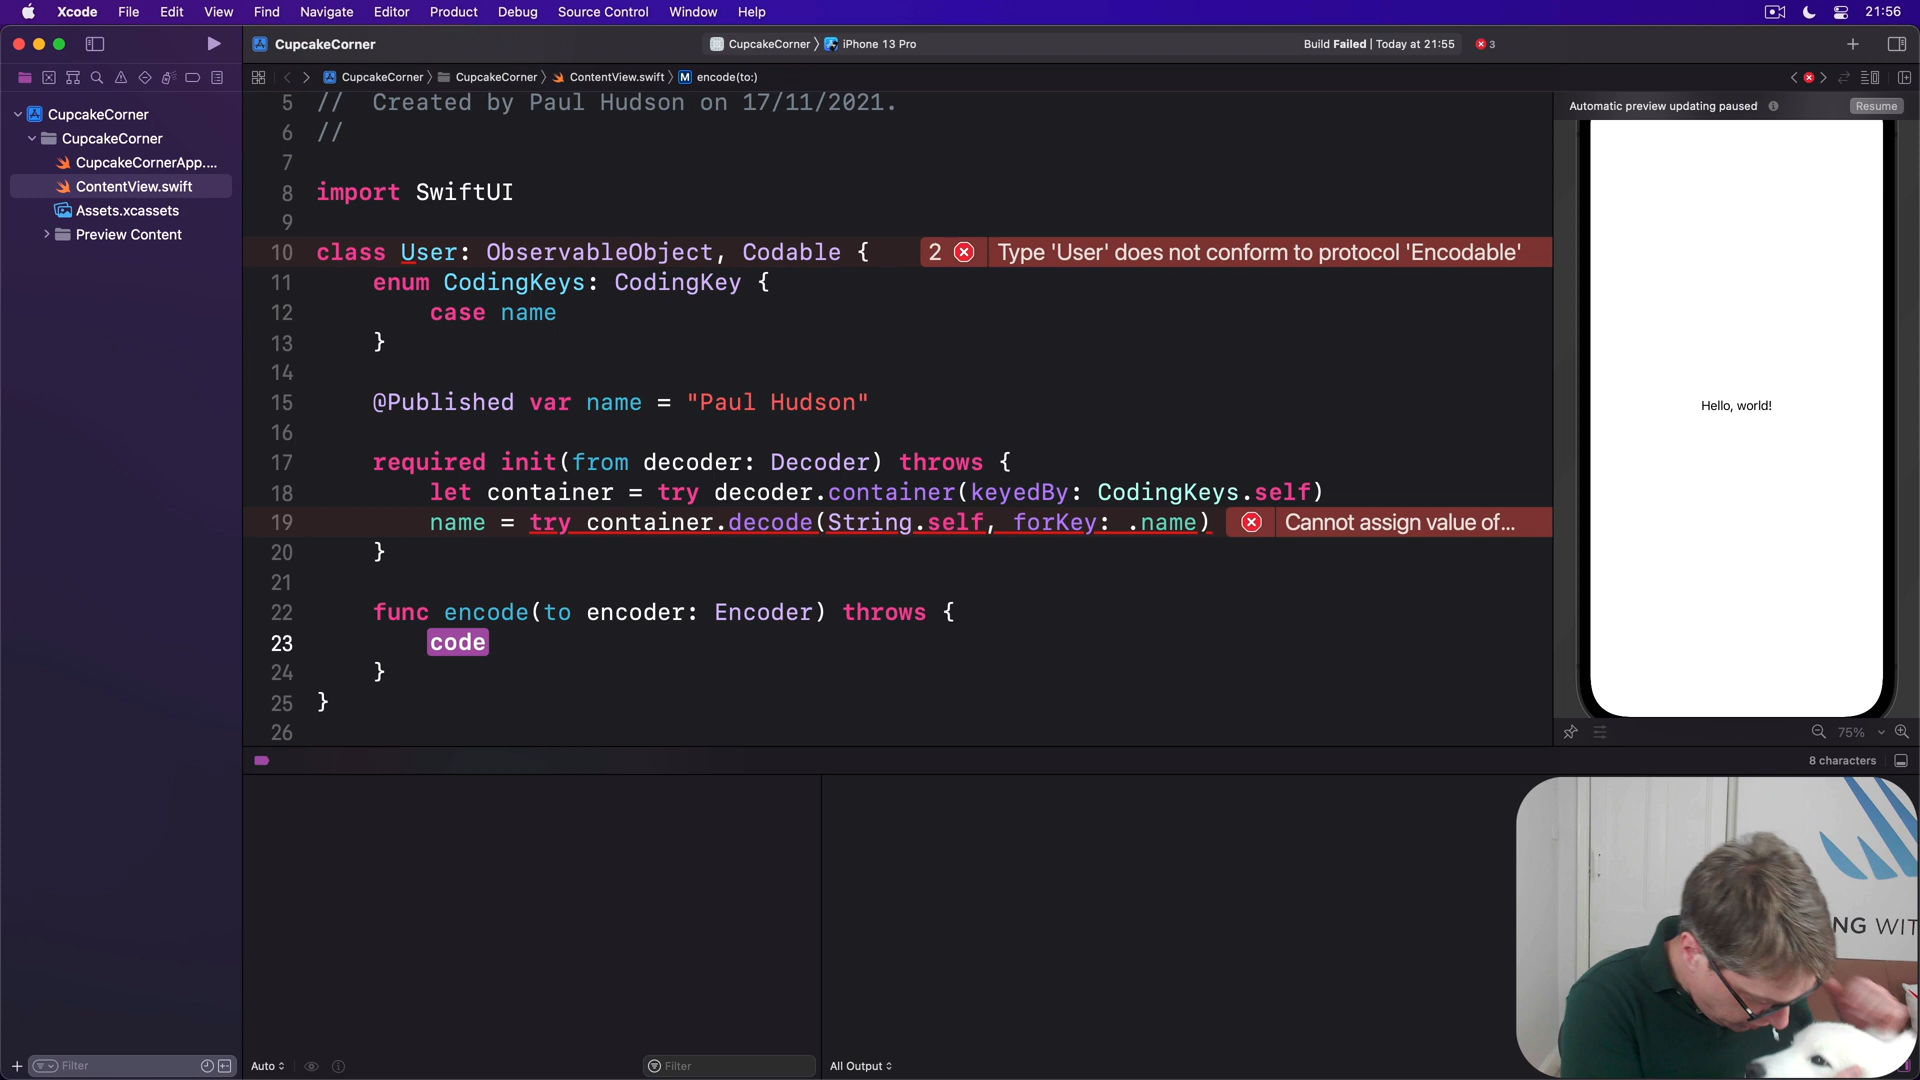 Xcode File Edit View Find Navigate Editor Product Debug Source Control Window Help 21:56
CupcakeCorner CupcakeCorner iPhone 13 Pro Build Failed | Today at 21:55 3
CupcakeCorner CupcakeCorner ContentView.swift M encode(to:)
CupcakeCorner
CupcakeCorner
CupcakeCornerApp....
ContentView.swift
Assets.xcassets
Preview Content
5 // Created by Paul Hudson on 17/11/2021.
6 //
7
8 import SwiftUI
9
10 class User: ObservableObject, Codable { 2 Type 'User' does not conform to protocol 'Encodable'
11 enum CodingKeys: CodingKey {
12 case name
13 }
14
15 @Published var name = "Paul Hudson"
16
17 required init(from decoder: Decoder) throws {
18 let container = try decoder.container(keyedBy: CodingKeys.self)
19 name = try container.decode(String.self, forKey: .name) Cannot assign value of...
20 }
21
22 func encode(to encoder: Encoder) throws {
23 code
24 }
25 }
26
Automatic preview updating paused Resume
Hello, world!
75%
8 characters
NG WIT
Filter
Auto
Filter
All Output